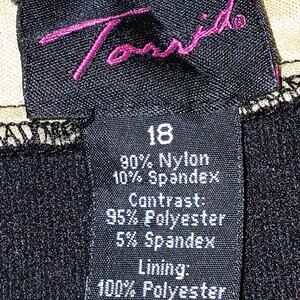 Torrid®
18
90% Nylon
10% Spandex
Contrast:
95% Polyester
5% Spandex
Lining:
100% Polyester